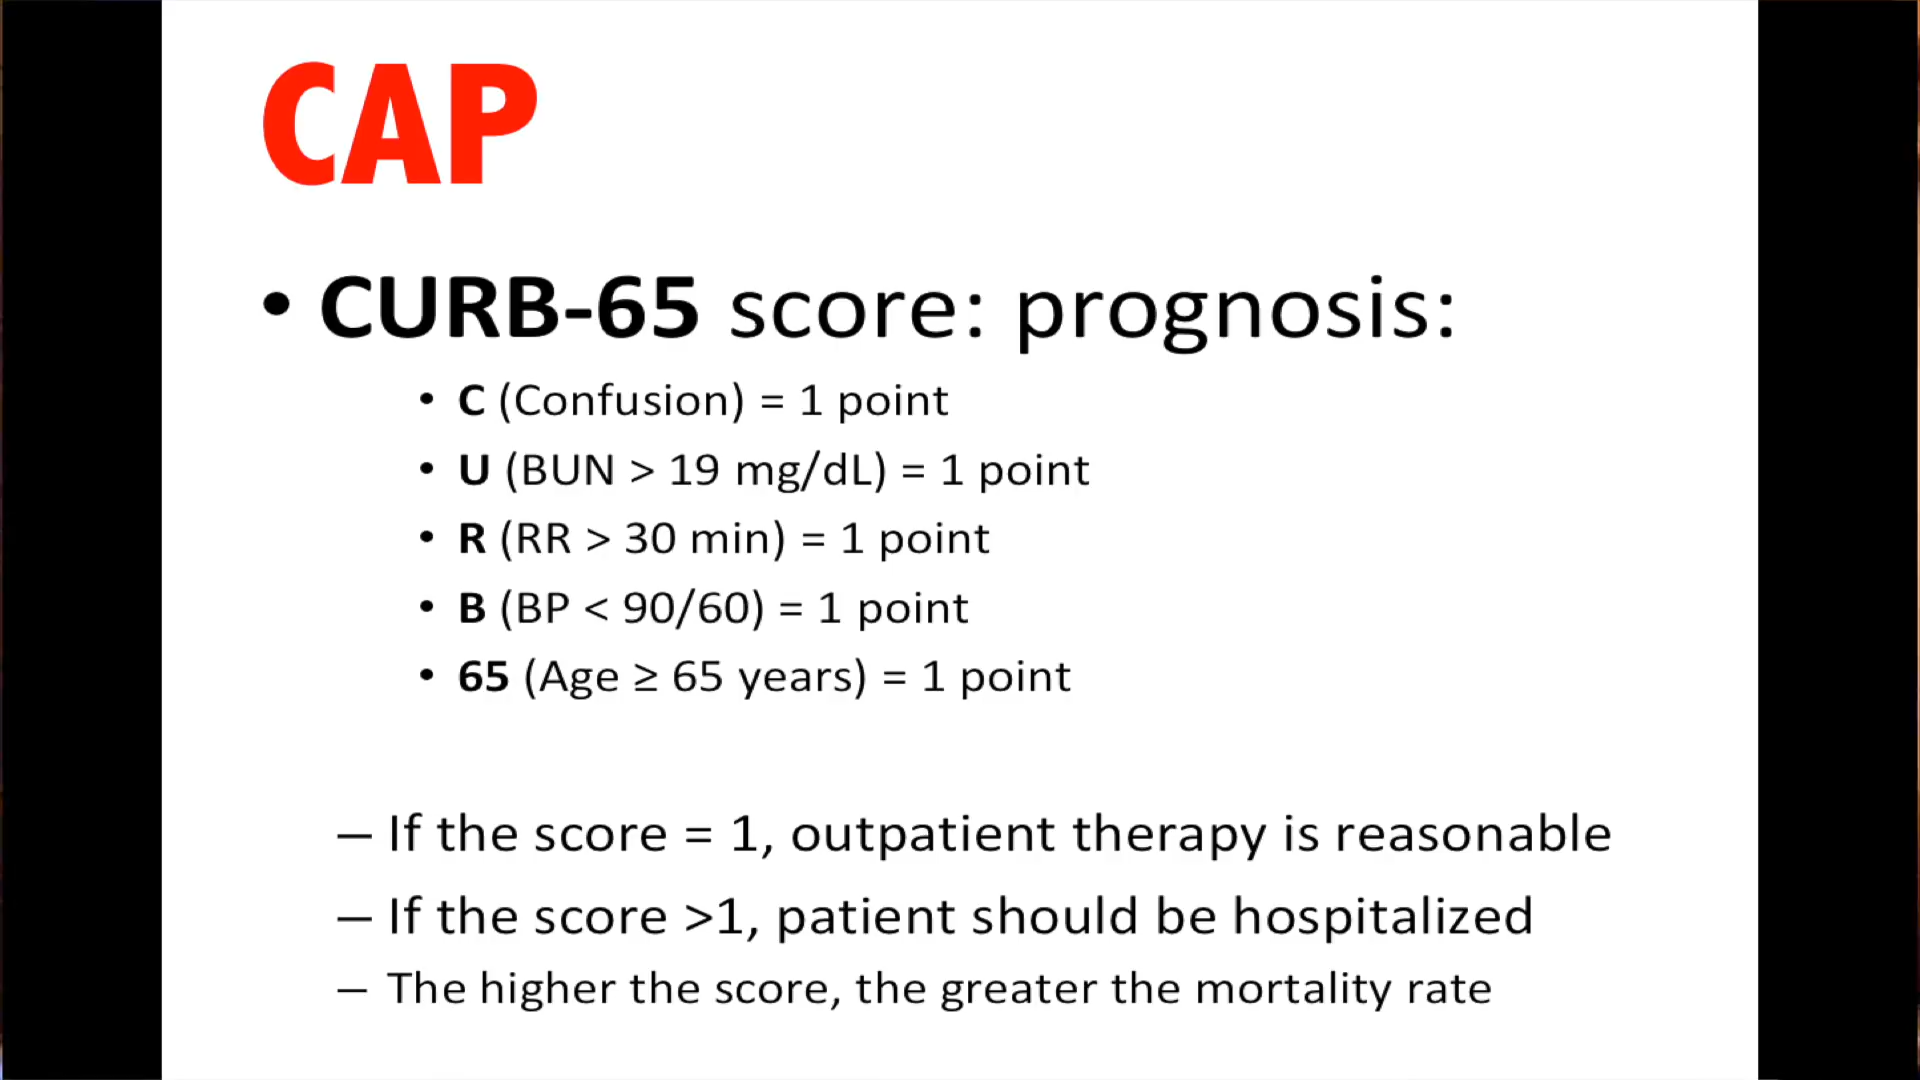 CAP
• CURB-65 score: prognosis:
• C (Confusion) = 1 point
• U (BUN > 19 mg/dL) = 1 point
• R (RR > 30 min) = 1 point
• B (BP < 90/60) = 1 point
• 65 (Age ≥ 65 years) = 1 point
– If the score = 1, outpatient therapy is reasonable
– If the score >1, patient should be hospitalized
– The higher the score, the greater the mortality rate